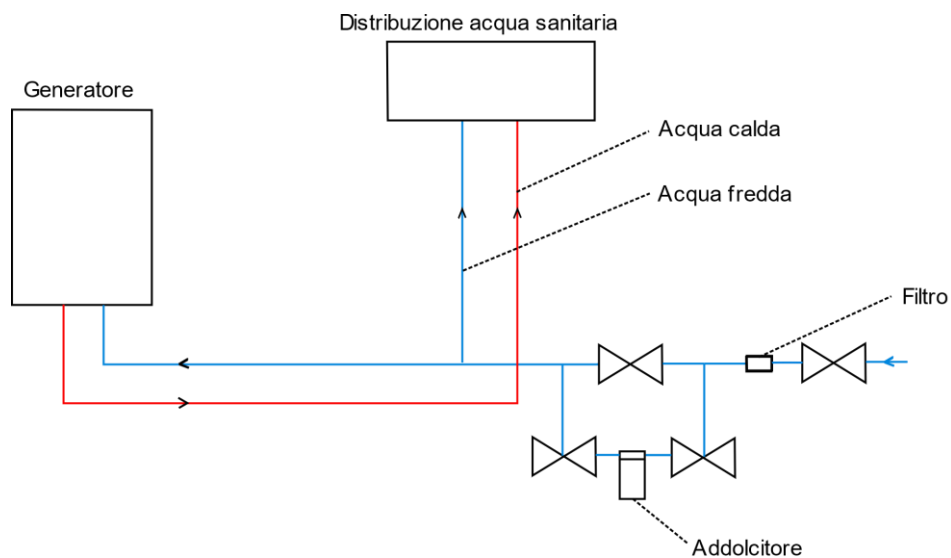 Distribuzione acqua sanitaria
Generatore
Acqua calda
Acqua fredda
Filtro
Addolcitore